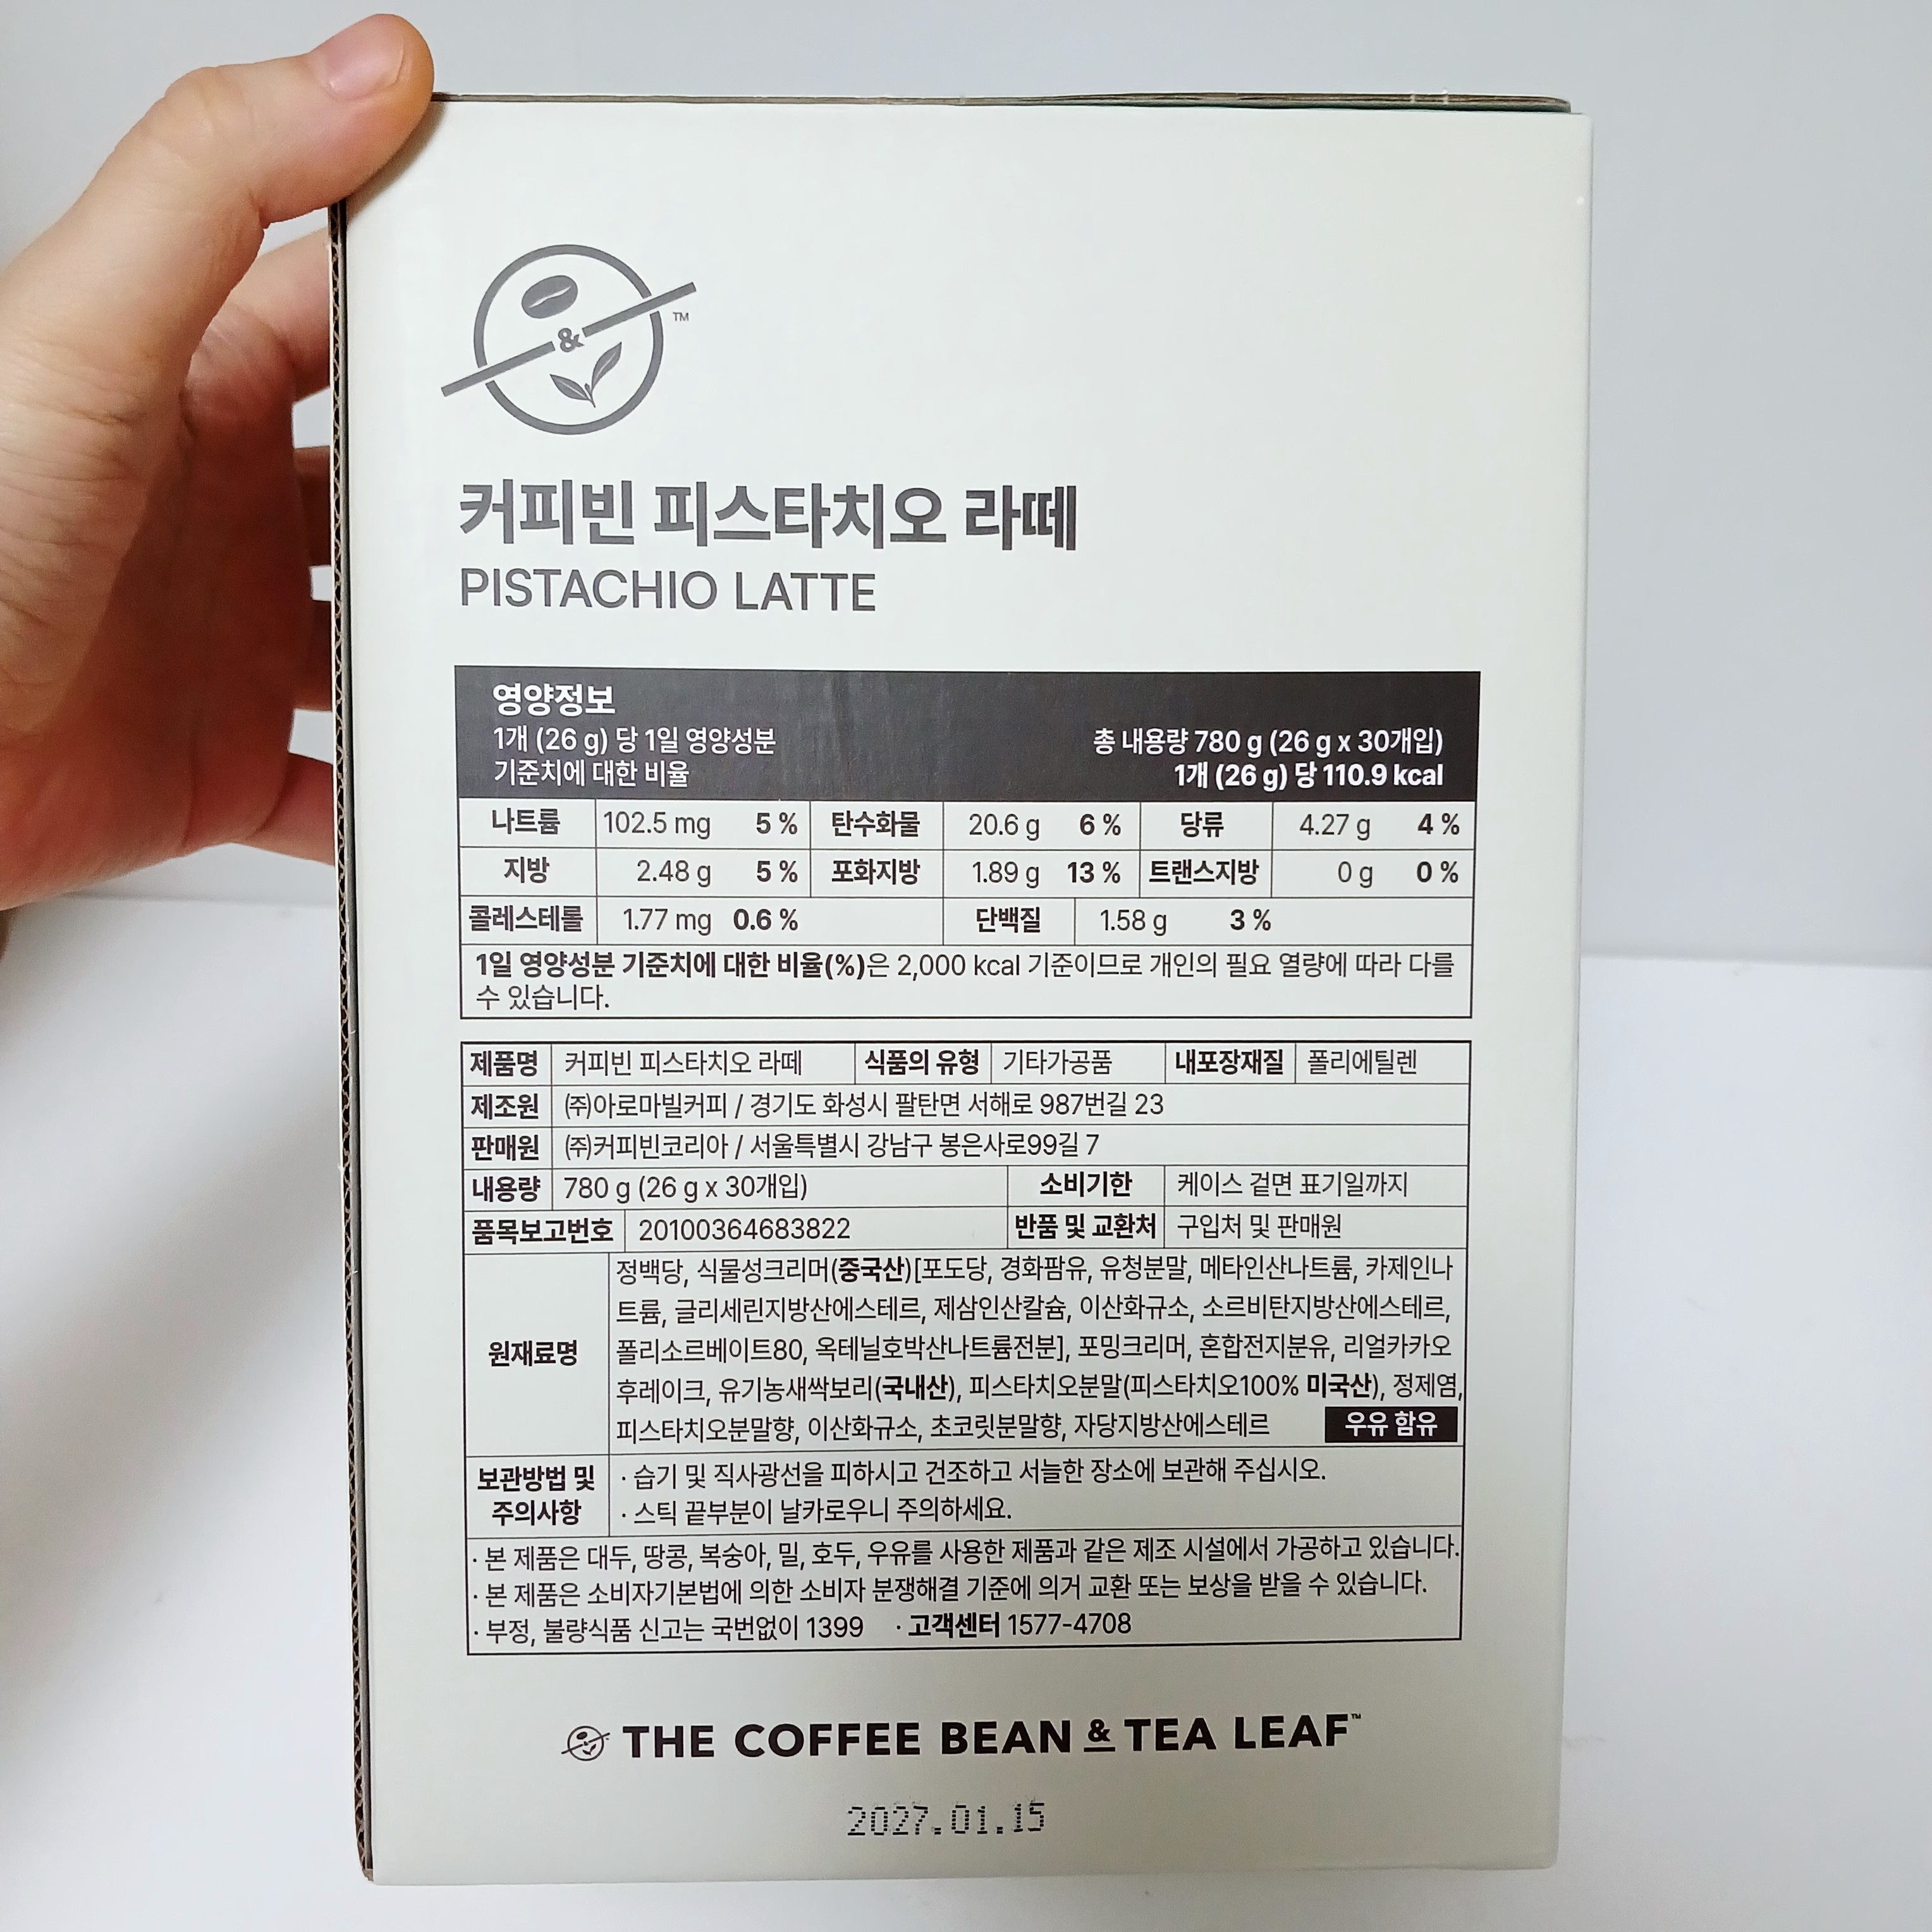 &
TM
커피빈 피스타치오 라떼
PISTACHIO LATTE
영양정보
1개 (26 g) 당 1일 영양성분
기준치에 대한 비율
총 내용량 780 g (26 g x 30개입)
1개 (26 g) 당 110.9 kcal
나트륨 102.5 mg 5 % 탄수화물 20.6 g 6 % 당류 4.27 g 4 %
지방 2.48 g 5 % 포화지방 1.89 g 13 % 트랜스지방 0 g 0 %
콜레스테롤 1.77 mg 0.6 % 단백질 1.58 g 3 %
1일 영양성분 기준치에 대한 비율(%)은 2,000 kcal 기준이므로 개인의 필요 열량에 따라 다를
수 있습니다.
제품명 커피빈 피스타치오 라떼 식품의 유형 기타가공품 내포장재질 폴리에틸렌
제조원 ㈜아로마빌커피 / 경기도 화성시 팔탄면 서해로 987번길 23
판매원 ㈜커피빈코리아 / 서울특별시 강남구 봉은사로99길 7
내용량 780 g (26 g x 30개입) 소비기한 케이스 겉면 표기일까지
품목보고번호 20100364683822 반품 및 교환처 구입처 및 판매원
원재료명
정백당, 식물성크리머(중국산)[포도당, 경화팜유, 유청분말, 메타인산나트륨, 카제인나
트륨, 글리세린지방산에스테르, 제삼인산칼슘, 이산화규소, 소르비탄지방산에스테르,
폴리소르베이트80, 옥테닐호박산나트륨전분], 포밍크리머, 혼합전지분유, 리얼카카오
후레이크, 유기농새싹보리(국내산), 피스타치오분말(피스타치오100% 미국산), 정제염,
피스타치오분말향, 이산화규소, 초코릿분말향, 자당지방산에스테르 우유 함유
보관방법 및
주의사항
· 습기 및 직사광선을 피하시고 건조하고 서늘한 장소에 보관해 주십시오.
· 스틱 끝부분이 날카로우니 주의하세요.
· 본 제품은 대두, 땅콩, 복숭아, 밀, 호두, 우유를 사용한 제품과 같은 제조 시설에서 가공하고 있습니다.
· 본 제품은 소비자기본법에 의한 소비자 분쟁해결 기준에 의거 교환 또는 보상을 받을 수 있습니다.
· 부정, 불량식품 신고는 국번없이 1399 · 고객센터 1577-4708
THE COFFEE BEAN & TEA LEAF™
2027.01.15